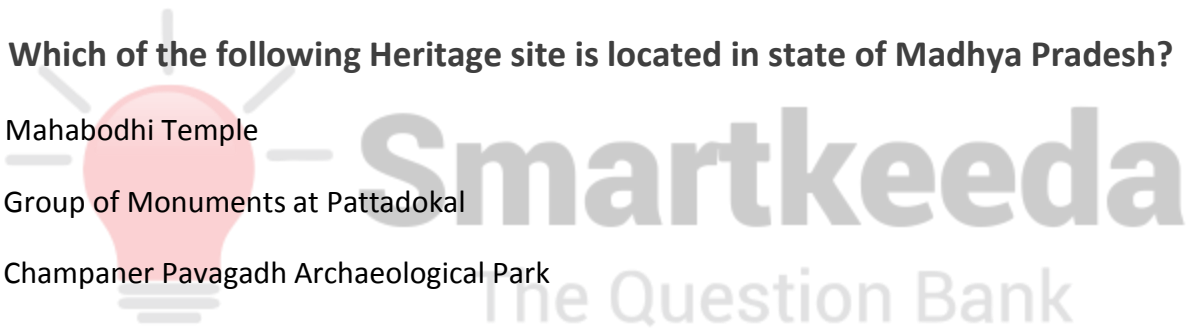 Which of the following Heritage site is located in state of Madhya Pradesh?
Mahabodhi Temple
Smartkeeda
Group of Monuments at Pattadokal
Champaner Pavagadh Archaeological Park
The Question Bank